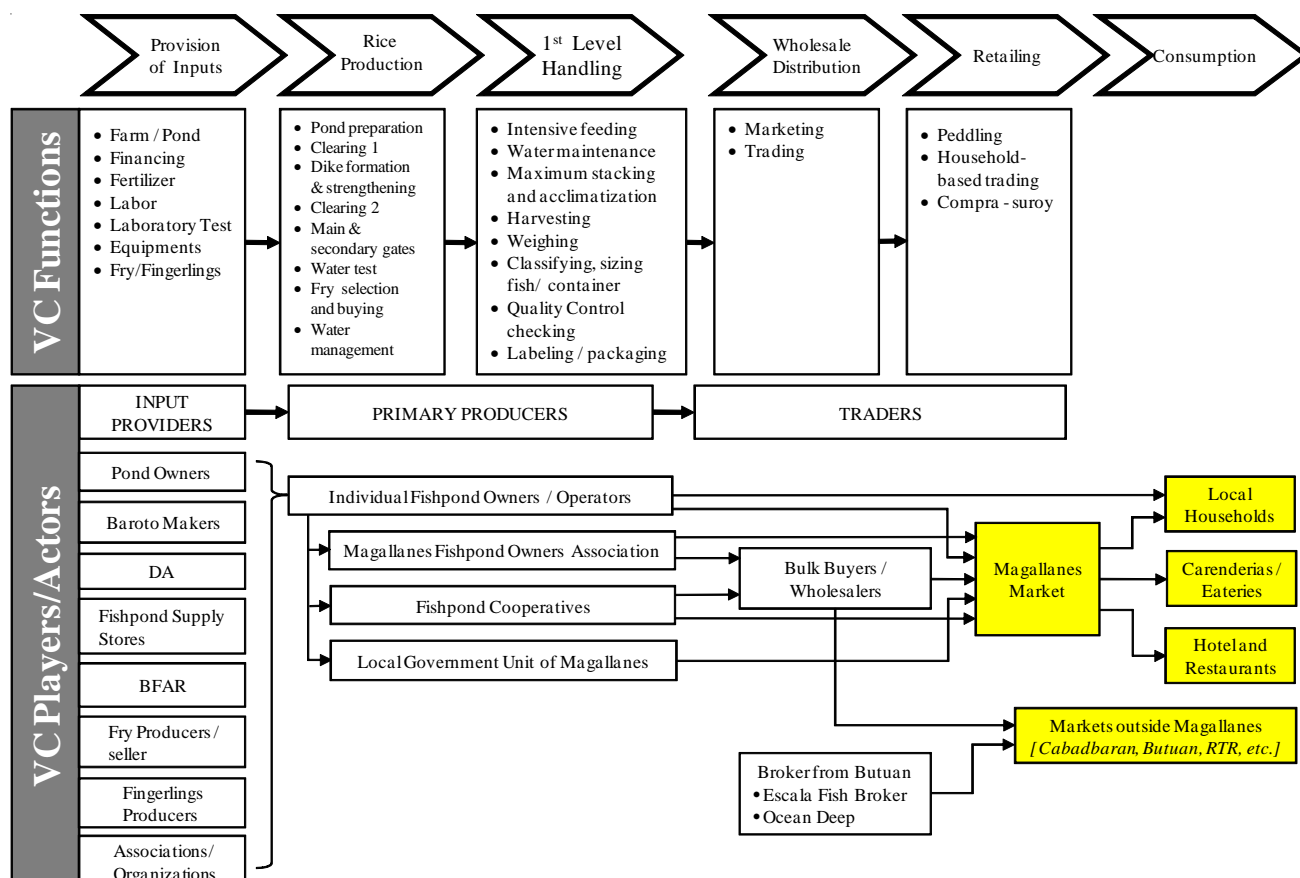 Provision
of Inputs
Rice
Production
1st Level
Handling
Wholesale
Distribution
Retailing
Consumption
VC Functions
• Farm / Pond
• Financing
• Fertilizer
• Labor
• Laboratory Test
• Equipments
• Fry/Fingerlings
• Pond preparation
• Clearing 1
• Dike formation
& strengthening
• Clearing 2
• Main &
secondary gates
• Water test
• Fry selection
and buying
• Water
management
• Intensive feeding
• Water maintenance
• Maximum stacking
and acclimatization
• Harvesting
• Weighing
• Classifying, sizing
fish/ container
• Quality Control
checking
• Labeling / packaging
• Marketing
• Trading
• Peddling
• Household-
based trading
• Compra - suroy
VC Players/Actors
INPUT
PROVIDERS
PRIMARY PRODUCERS
TRADERS
Pond Owners
Baroto Makers
DA
Fishpond Supply
Stores
BFAR
Fry Producers /
seller
Fingerlings
Producers
Associations/
Organizations
Individual Fishpond Owners / Operators
Magallanes Fishpond Owners Association
Fishpond Cooperatives
Local Government Unit of Magallanes
Bulk Buyers /
Wholesalers
Magallanes
Market
Local
Households
Carenderias /
Eateries
Hotel and
Restaurants
Markets outside Magallanes
[Cabadbaran, Butuan, RTR, etc.]
Broker from Butuan
• Escala Fish Broker
• Ocean Deep